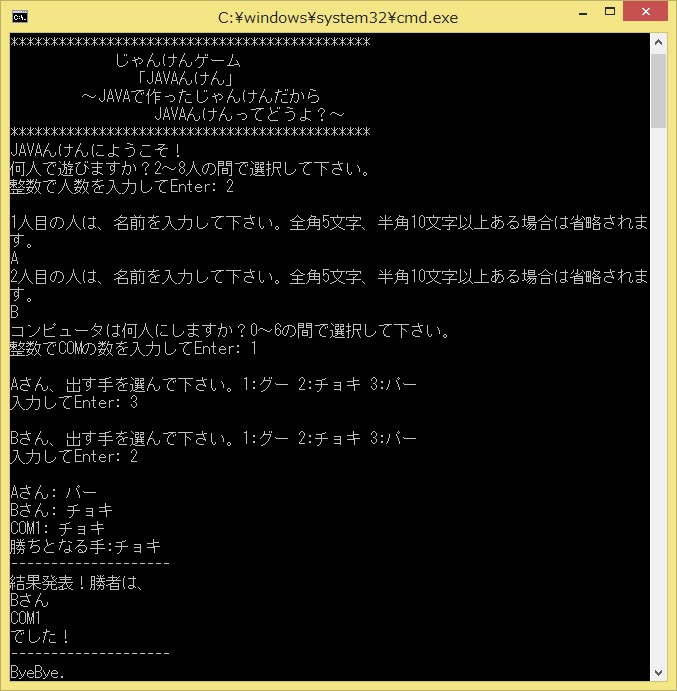 C:¥windows¥system32¥cmd.exe
*********************************************
じゃんけんゲーム
「JAVAんけん」
～JAVAで作ったじゃんけんだから
JAVAんけんってどうよ？～
*********************************************
JAVAんけんにようこそ！
何人で遊びますか？2～8人の間で選択して下さい。
整数で人数を入力してEnter: 2
1人目の人は、名前を入力して下さい。全角5文字、半角10文字以上ある場合は省略されま
す。
A
2人目の人は、名前を入力して下さい。全角5文字、半角10文字以上ある場合は省略されま
す。
B
コンピュータは何人にしますか？0～6の間で選択して下さい。
整数でCOMの数を入力してEnter: 1
Aさん、出す手を選んで下さい。1:グー 2:チョキ 3:パー
入力してEnter: 3
Bさん、出す手を選んで下さい。1:グー 2:チョキ 3:パー
入力してEnter: 2
Aさん: パー
Bさん: チョキ
COM1: チョキ
勝ちとなる手:チョキ
--------------------
結果発表！勝者は、
Bさん
COM1
でした！
--------------------
ByeBye.